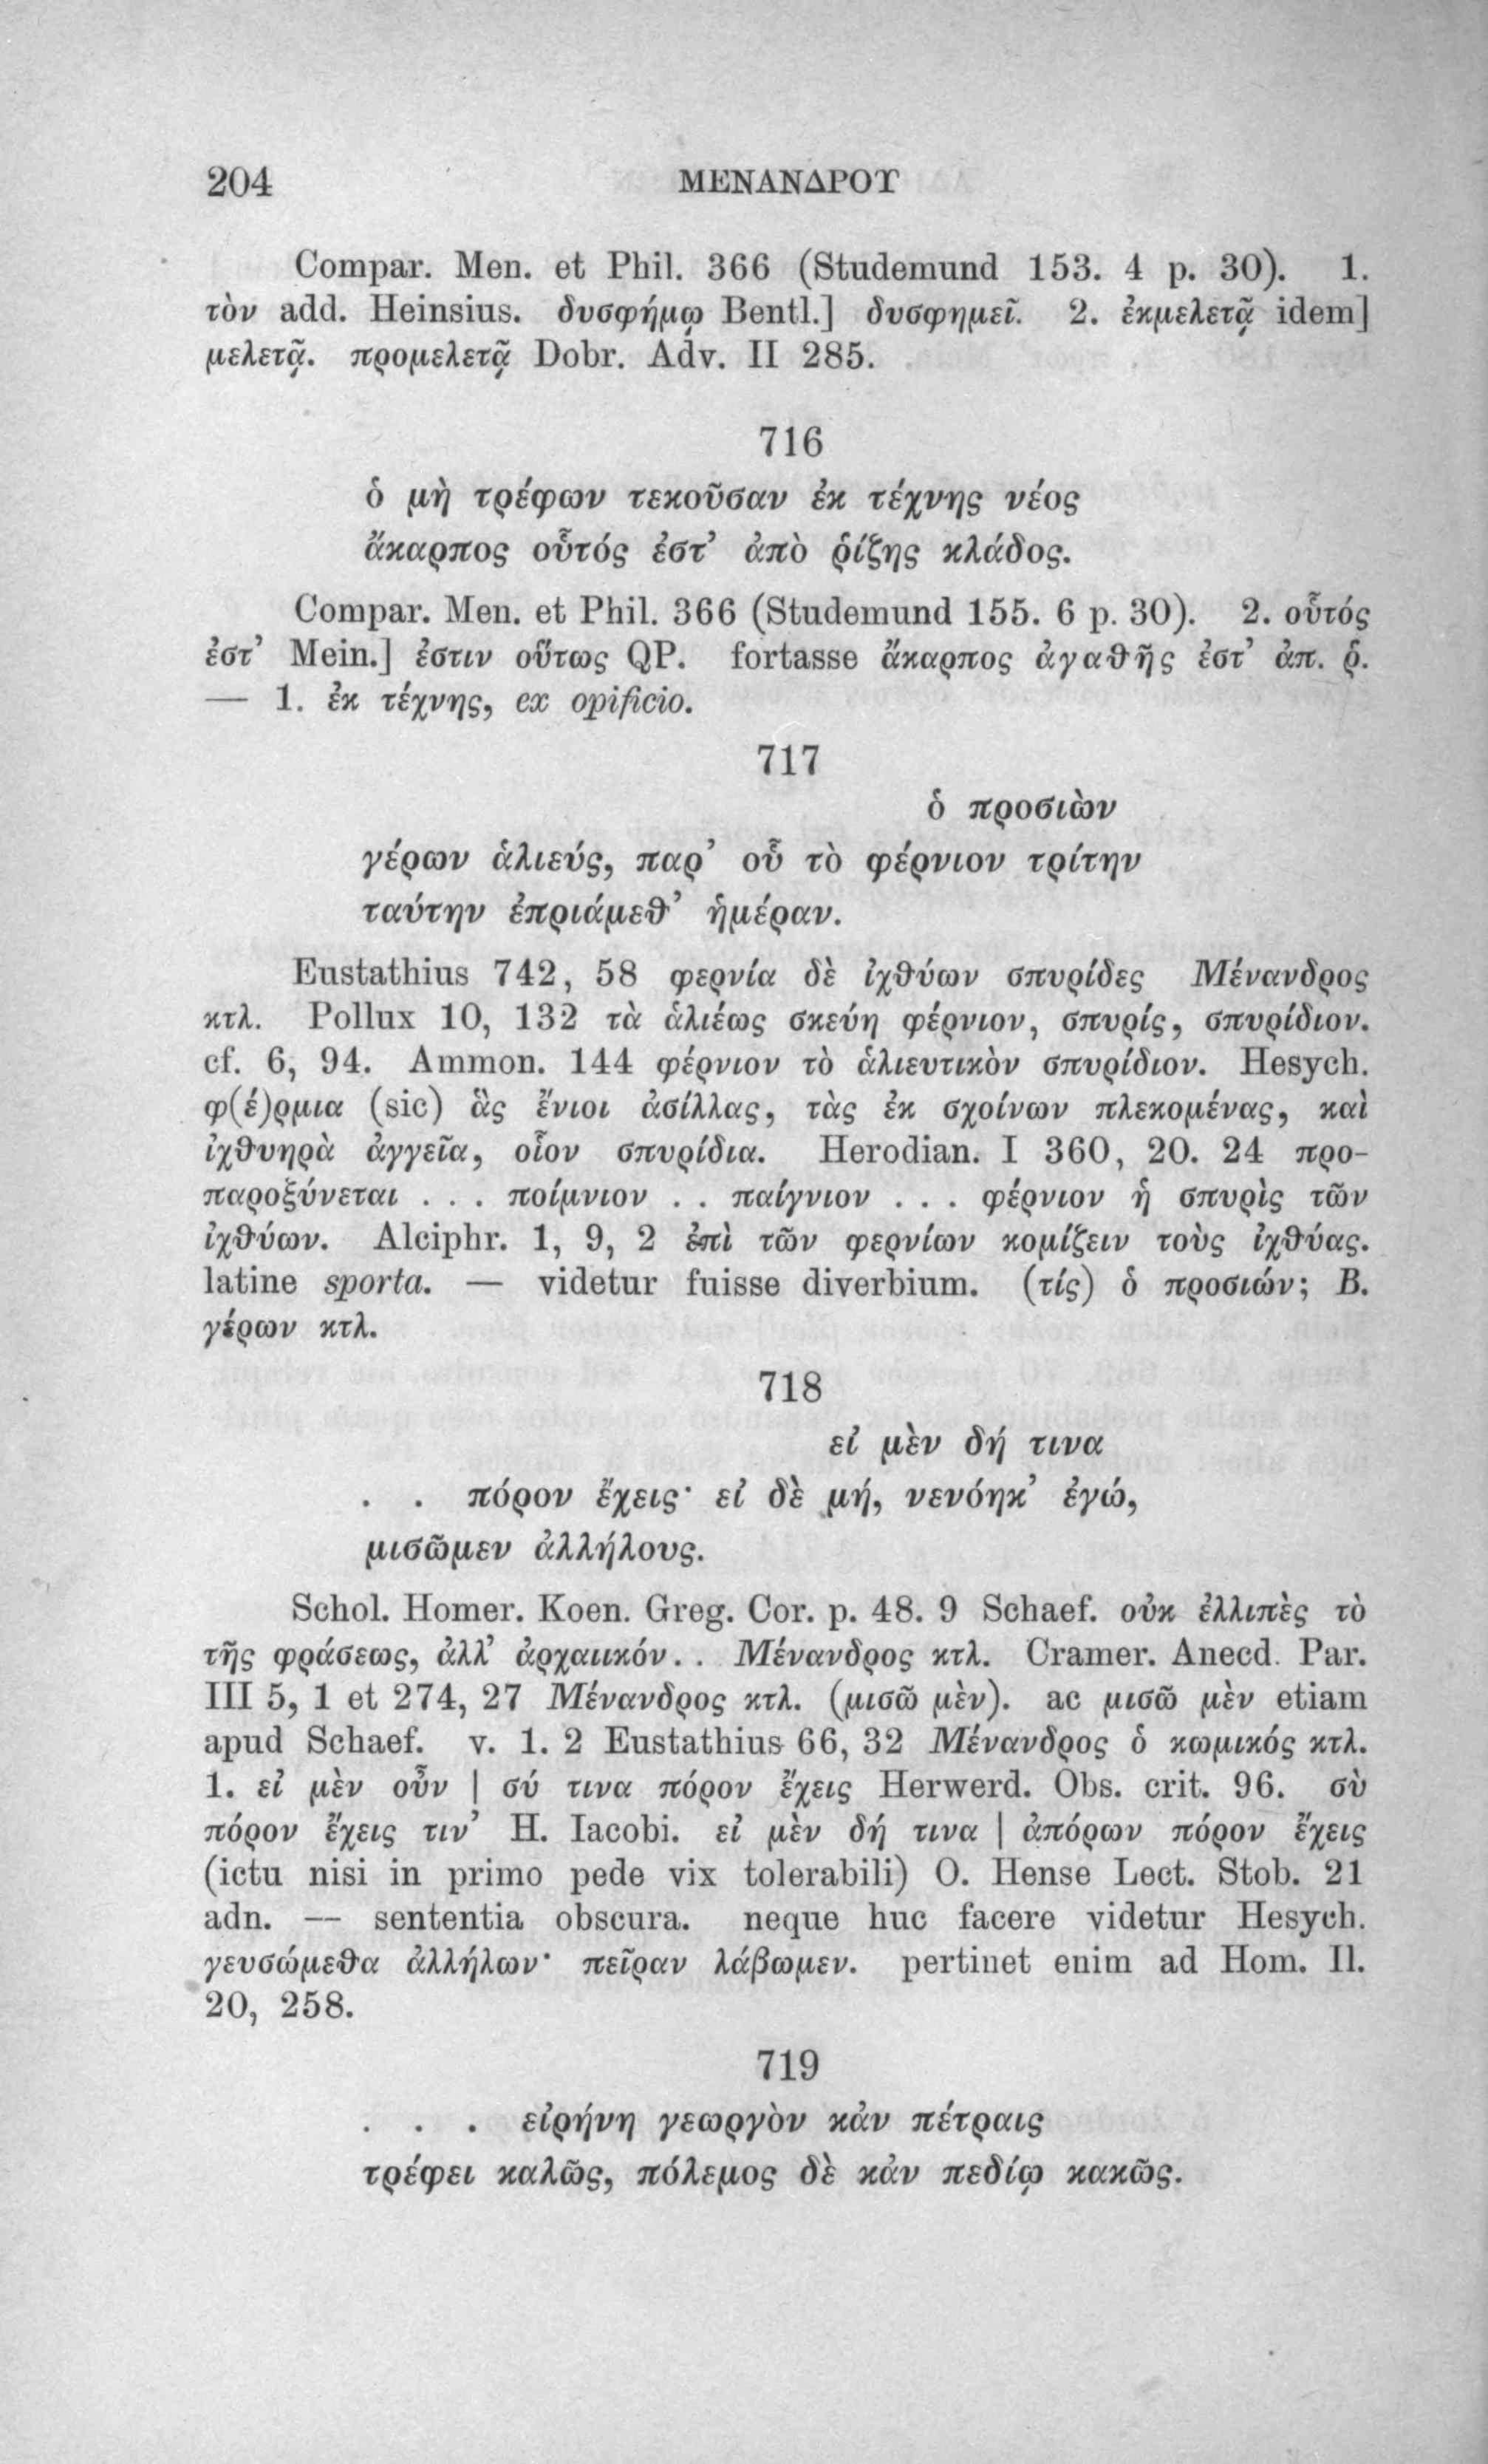 204 ΜΕΝΑΝΔΡΟΥ
Compar. Men. et Phil. 366 (Studemund 153. 4 p. 30). 1.
τὸν add. Heinsius. δυσφήμῳ Bentl.] δυσφημεῖ. 2. ἐκμελετᾷ idem]
μελετᾷ. προμελετᾷ Dobr. Adv. II 285.
716
ὁ μὴ τρέφων τεκοῦσαν ἐκ τέχνης νέος
ἄκαρπος οὗτός ἐστ’ ἀπὸ ῥίζης κλάδος.
Compar. Men. et Phil. 366 (Studemund 155. 6 p. 30). 2. οὗτός
ἐστ’ Mein.] ἐστιν οὕτως QP. fortasse ἄκαρπος ἀγαθῆς ἐστ’ ἀπ. ῥ.
— 1. ἐκ τέχνης, ex opificio.
717
ὁ προσιὼν
γέρων ἁλιεύς, παρ’ οὗ τὸ φέρνιον τρίτην
ταύτην ἐπριάμεθ’ ἡμέραν.
Eustathius 742, 58 φερνία δὲ ἰχθύων σπυρίδες Μένανδρος
κτλ. Pollux 10, 132 τὰ ἁλιέως σκεύη φέρνιον, σπυρίς, σπυρίδιον.
cf. 6, 94. Ammon. 144 φέρνιον τὸ ἁλιευτικὸν σπυρίδιον. Hesych.
φ(έ)ρμια (sic) ἃς ἔνιοι ἀσίλλας, τὰς ἐκ σχοίνων πλεκομένας, καὶ
ἰχθυηρὰ ἀγγεῖα, οἷον σπυρίδια. Herodian. I 360, 20. 24 προ-
παροξύνεται . . . ποίμνιον . . παίγνιον . . . φέρνιον ἡ σπυρὶς τῶν
ἰχθύων. Alciphr. 1, 9, 2 ἐπὶ τῶν φερνίων κομίζειν τοὺς ἰχθύας.
latine sporta. — videtur fuisse diverbium. (τίς) ὁ προσιών; B.
γέρων κτλ.
718
εἰ μὲν δή τινα
. . πόρον ἔχεις· εἰ δὲ μή, νενόηκ’ ἐγώ,
μισῶμεν ἀλλήλους.
Schol. Homer. Koen. Greg. Cor. p. 48. 9 Schaef. οὐκ ἐλλιπὲς τὸ
τῆς φράσεως, ἀλλ’ ἀρχαιικόν. . Μένανδρος κτλ. Cramer. Anecd. Par.
III 5, 1 et 274, 27 Μένανδρος κτλ. (μισῶ μὲν). ac μισῶ μὲν etiam
apud Schaef. v. 1. 2 Eustathius 66, 32 Μένανδρος ὁ κωμικός κτλ.
1. εἰ μὲν οὖν | σύ τινα πόρον ἔχεις Herwerd. Obs. crit. 96. σὺ
πόρον ἔχεις τιν’ H. Iacobi. εἰ μὲν δή τινα | ἀπόρων πόρον ἔχεις
(ictu nisi in primo pede vix tolerabili) O. Hense Lect. Stob. 21
adn. — sententia obscura. neque huc facere videtur Hesych.
γευσώμεθα ἀλλήλων· πεῖραν λάβωμεν. pertinet enim ad Hom. Il.
20, 258.
719
. . . εἰρήνη γεωργὸν κἀν πέτραις
τρέφει καλῶς, πόλεμος δὲ κἀν πεδίῳ κακῶς.